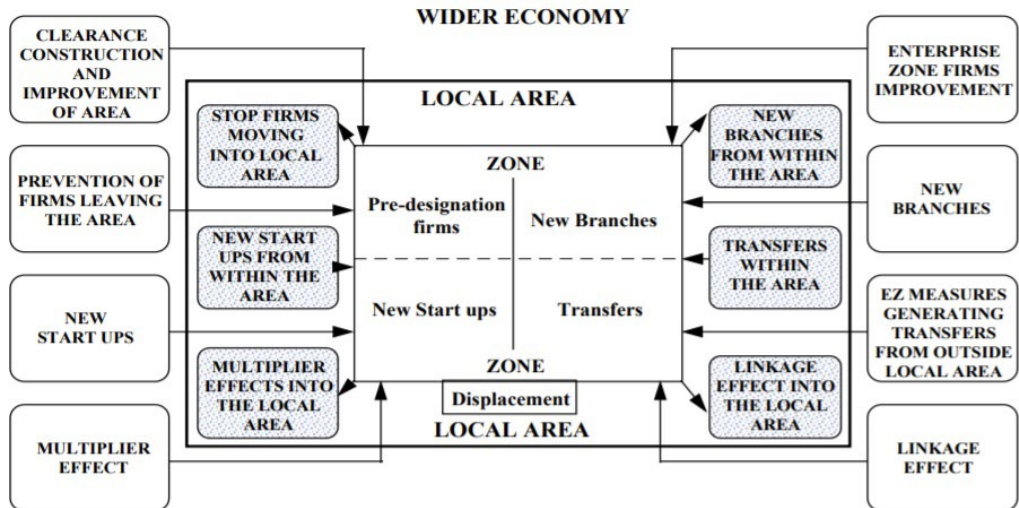 WIDER ECONOMY
CLEARANCE
CONSTRUCTION
AND
IMPROVEMENT
OF AREA
PREVENTION OF
FIRMS LEAVING
THE AREA
NEW
START UPS
MULTIPLIER
EFFECT
LOCAL AREA
STOP FIRMS
MOVING
INTO LOCAL
AREA
NEW START
UPS FROM
WITHIN THE
AREA
MULTIPLIER
EFFECTS INTO
THE LOCAL
AREA
ZONE
Pre-designation
firms
New Branches
New Start ups
Transfers
ZONE
Displacement
NEW
BRANCHES
FROM WITHIN
THE AREA
TRANSFERS
WITHIN
THE AREA
LINKAGE
EFFECT INTO
THE LOCAL
AREA
LOCAL AREA
ENTERPRISE
ZONE FIRMS
IMPROVEMENT
NEW
BRANCHES
EZ MEASURES
GENERATING
TRANSFERS
FROM OUTSIDE
LOCAL AREA
LINKAGE
EFFECT